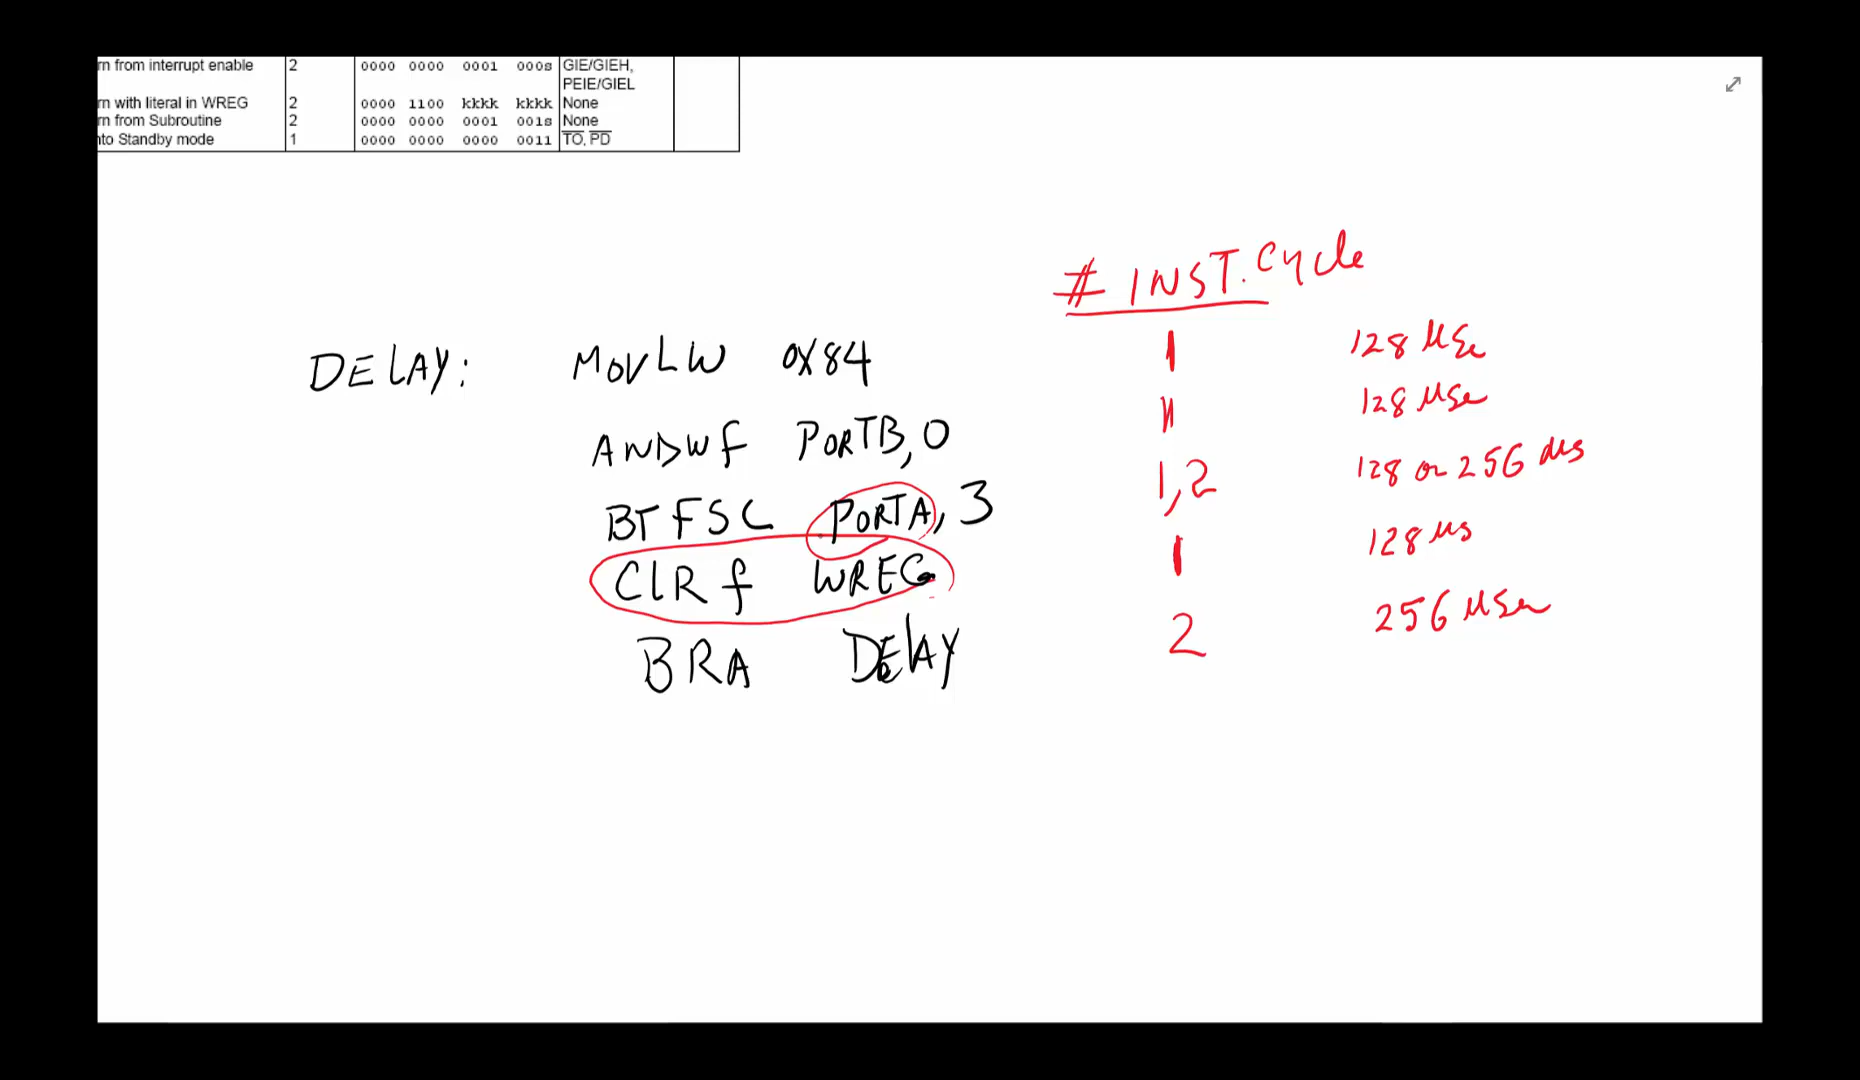 rn from interrupt enable 2 0000 0000 0001 000s GIE/GIEH,
PEIE/GIEL
rn with literal in WREG 2 0000 1100 kkkk kkkk None
rn from Subroutine 2 0000 0000 0001 001s None
nto Standby mode 1 0000 0000 0000 0011 TO, PD
# INST. Cycle
DELAY: MOVLW 0X84 1 128 μSec
ANDWF PORTB,0 1 128 μSec
BTFSC PORTA,3 1,2 128 or 256 μs
CLRF WREG 1 128 μs
BRA DELAY 2 256 μSec